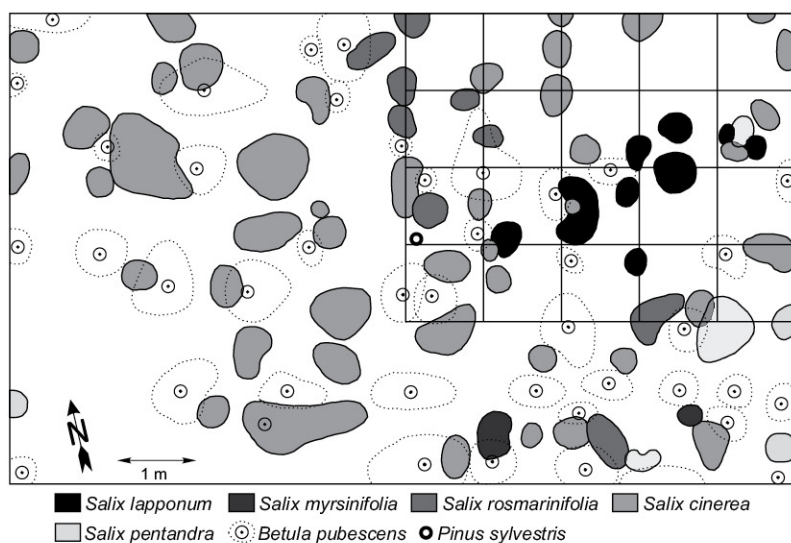 N
1 m
Salix lapponum Salix myrsinifolia Salix rosmarinifolia Salix cinerea
Salix pentandra Betula pubescens Pinus sylvestris